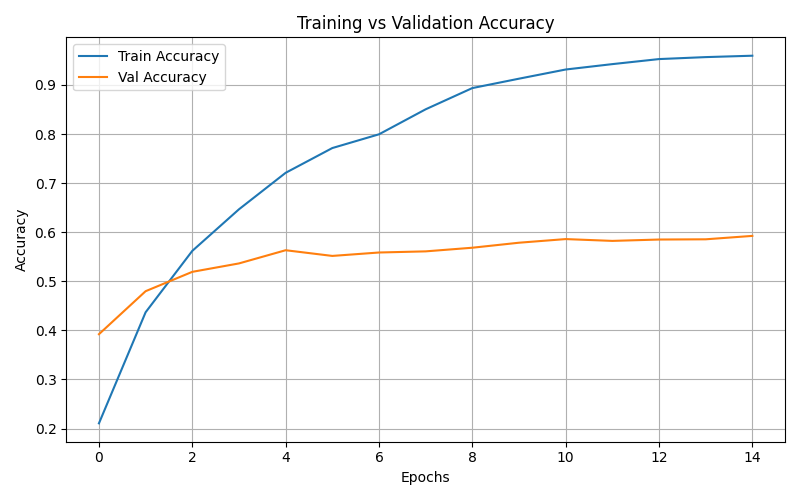 Training vs Validation Accuracy
Train Accuracy
Val Accuracy
Accuracy
0.9
0.8
0.7
0.6
0.5
0.4
0.3
0.2
0 2 4 6 8 10 12 14
Epochs